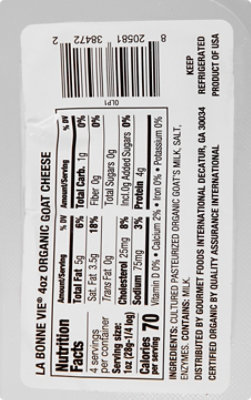 LA BONNE VIE® 4oz ORGANIC GOAT CHEESE
Nutrition Facts
4 servings per container
Serving size: 1oz (28g-1/4 log)
Calories per serving 70
Amount/Serving % DV
Total Fat 5g 6%
Sat. Fat 3.5g 18%
Trans Fat 0g
Cholesterol 25mg 8%
Sodium 75mg 3%
Amount/Serving % DV
Total Carb. 1g 0%
Fiber 0g 0%
Total Sugars 0g
Incl.0g Added Sugars 0%
Protein 4g
Vitamin D 0% • Calcium 2% • Iron 0% • Potassium 0%
INGREDIENTS: CULTURED PASTEURIZED ORGANIC GOAT'S MILK, SALT,
ENZYMES. CONTAINS: MILK.
DISTRIBUTED BY GOURMET FOODS INTERNATIONAL DECATUR, GA 30034
CERTIFIED ORGANIC BY QUALITY ASSURANCE INTERNATIONAL
8 20581 38472 2
OLP1
KEEP
REFRIGERATED
PRODUCT OF USA